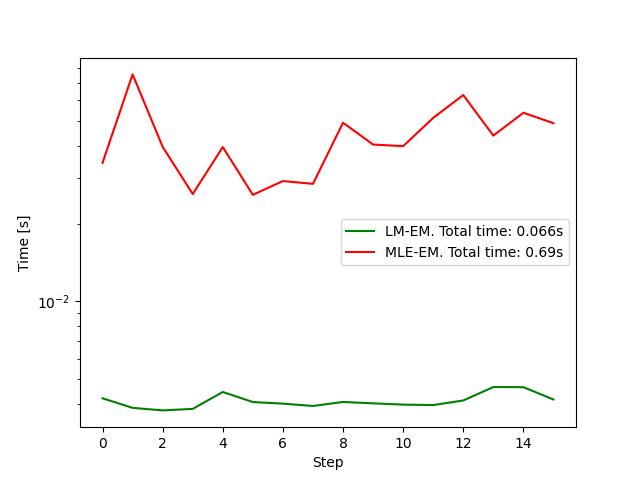 Time [s]
10⁻²
LM-EM. Total time: 0.066s
MLE-EM. Total time: 0.69s
0 2 4 6 8 10 12 14
Step